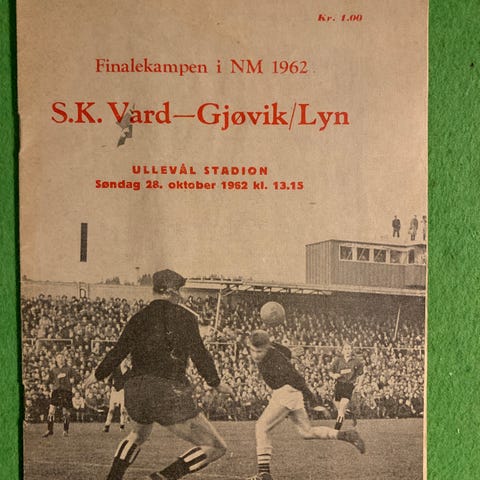 Kr. 1.00
Finalekampen i NM 1962
S.K. Vard—Gjøvik/Lyn
ULLEVÅL STADION
Søndag 28. oktober 1962 kl. 13.15